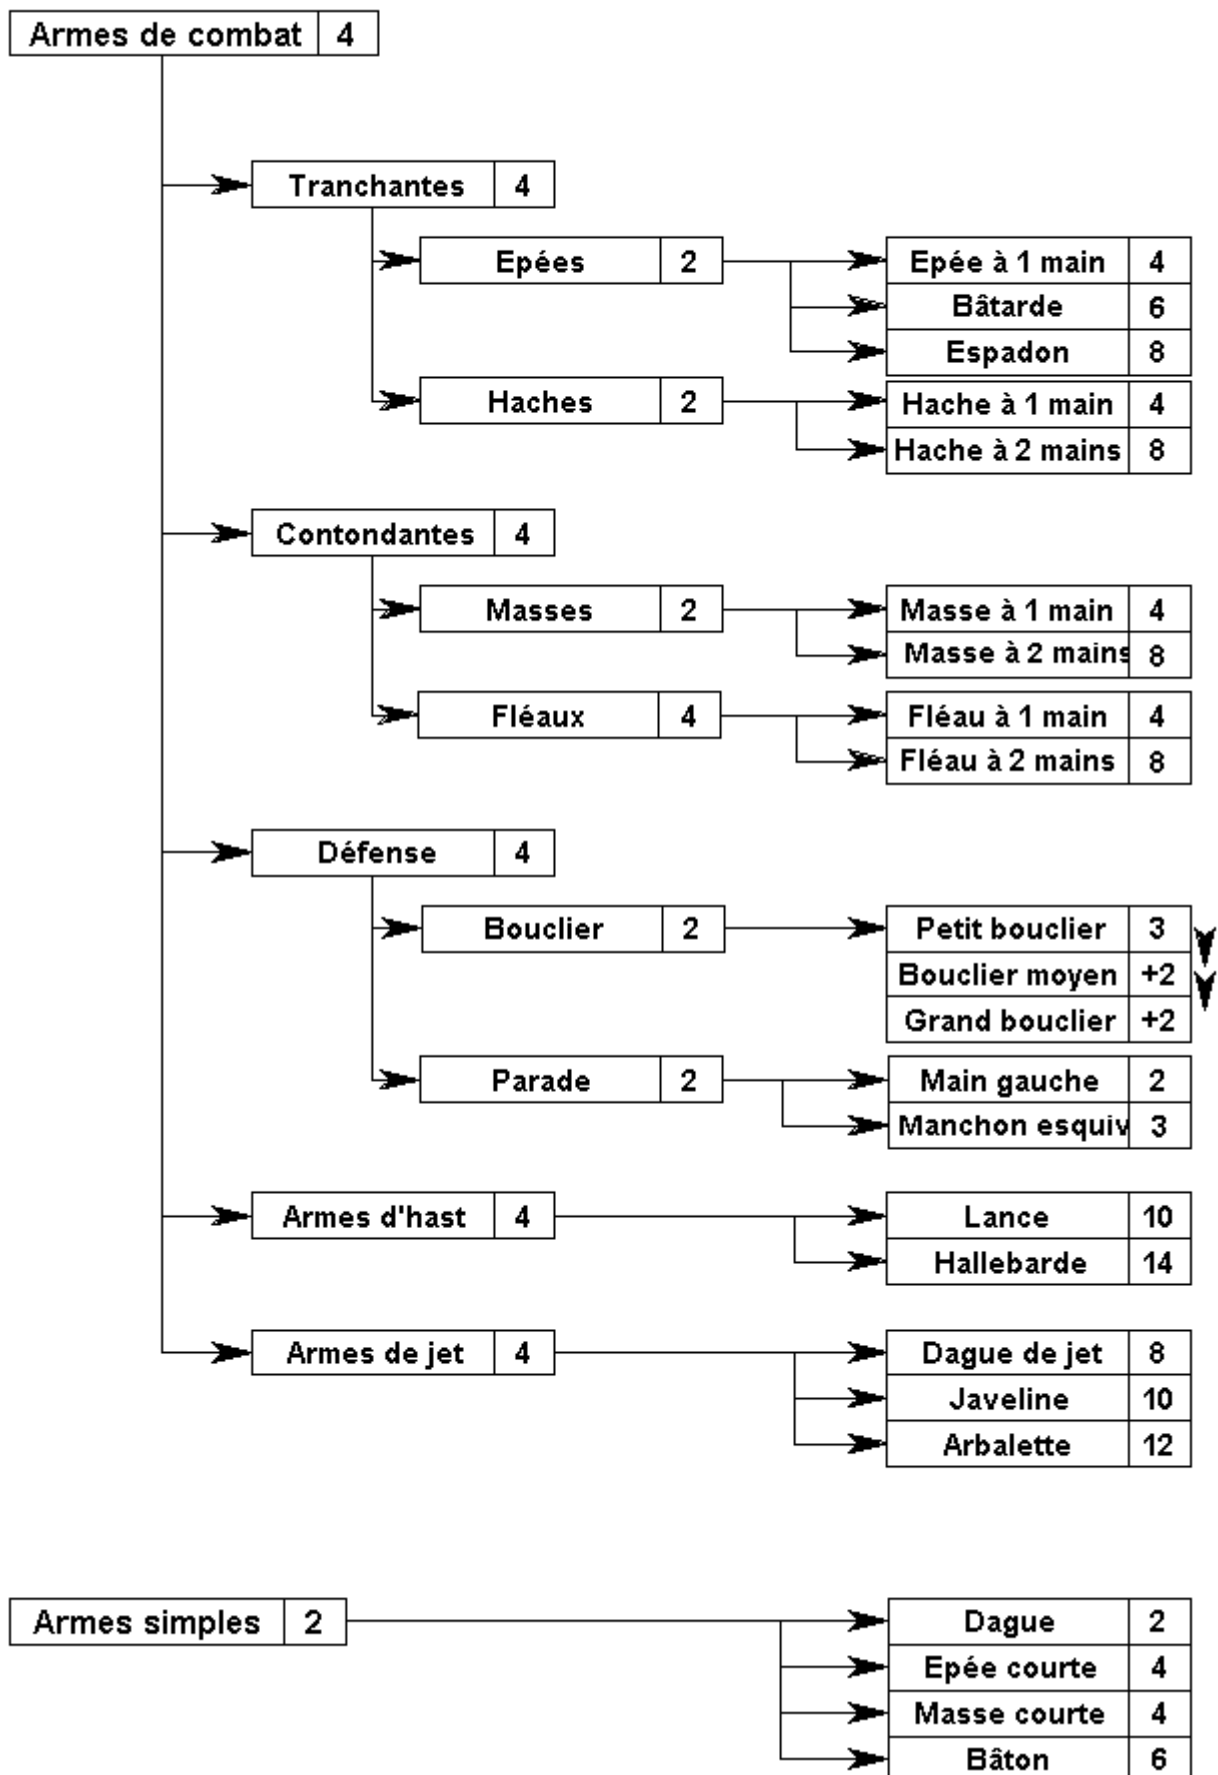 Armes de combat 4
Tranchantes 4
Epées 2
Epée à 1 main 4
Bâtarde 6
Espadon 8
Haches 2
Hache à 1 main 4
Hache à 2 mains 8
Contondantes 4
Masses 2
Masse à 1 main 4
Masse à 2 mains 8
Fléaux 4
Fléau à 1 main 4
Fléau à 2 mains 8
Défense 4
Bouclier 2
Petit bouclier 3
Bouclier moyen +2
Grand bouclier +2
Parade 2
Main gauche 2
Manchon esquiv 3
Armes d'hast 4
Lance 10
Hallebarde 14
Armes de jet 4
Dague de jet 8
Javeline 10
Arbalette 12
Armes simples 2
Dague 2
Epée courte 4
Masse courte 4
Bâton 6